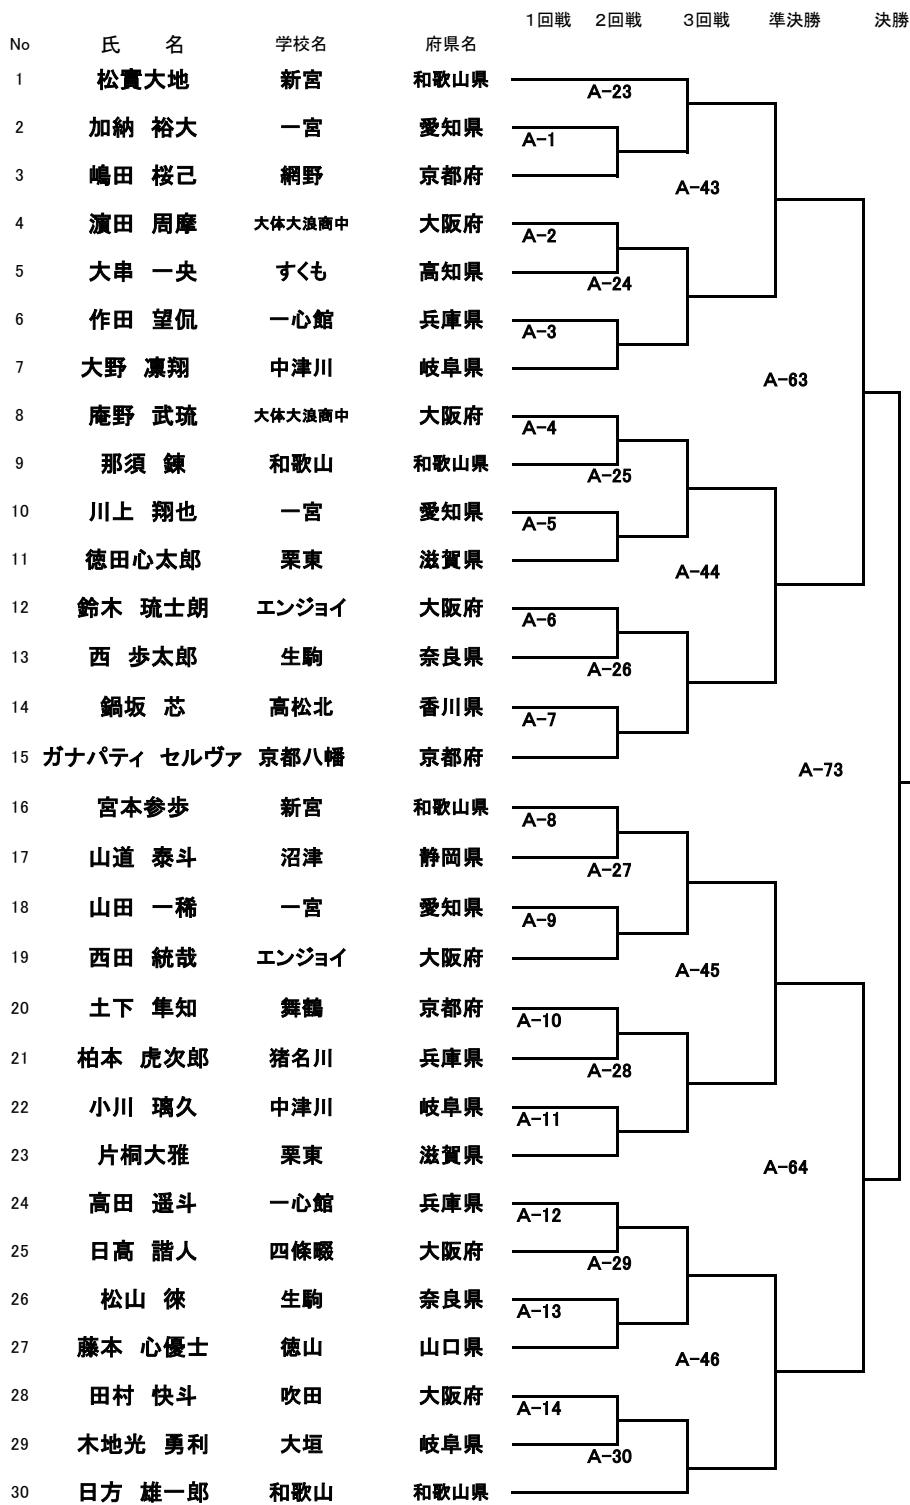 1回戦 2回戦 3回戦 準決勝 決勝
No 氏 名 学校名 府県名
1 松實大地 新宮 和歌山県
A-23
2 加納 裕大 一宮 愛知県
A-1
3 嶋田 桜己 網野 京都府
A-43
4 濵田 周摩 大体大浪商中 大阪府
A-2
5 大串 一央 すくも 高知県
A-24
6 作田 望侃 一心館 兵庫県
A-3
7 大野 凛翔 中津川 岐阜県
A-63
8 庵野 武琉 大体大浪商中 大阪府
A-4
9 那須 錬 和歌山 和歌山県
A-25
10 川上 翔也 一宮 愛知県
A-5
11 徳田心太郎 栗東 滋賀県
A-44
12 鈴木 琉士朗 エンジョイ 大阪府
A-6
13 西 歩太郎 生駒 奈良県
A-26
14 鍋坂 芯 高松北 香川県
A-7
15 ガナパティ セルヴァ 京都八幡 京都府
A-73
16 宮本参歩 新宮 和歌山県
A-8
17 山道 泰斗 沼津 静岡県
A-27
18 山田 一稀 一宮 愛知県
A-9
19 西田 統哉 エンジョイ 大阪府
A-45
20 土下 隼知 舞鶴 京都府
A-10
21 柏本 虎次郎 猪名川 兵庫県
A-28
22 小川 璃久 中津川 岐阜県
A-11
23 片桐大雅 栗東 滋賀県
A-64
24 高田 遥斗 一心館 兵庫県
A-12
25 日高 諧人 四條畷 大阪府
A-29
26 松山 徠 生駒 奈良県
A-13
27 藤本 心優士 徳山 山口県
A-46
28 田村 快斗 吹田 大阪府
A-14
29 木地光 勇利 大垣 岐阜県
A-30
30 日方 雄一郎 和歌山 和歌山県